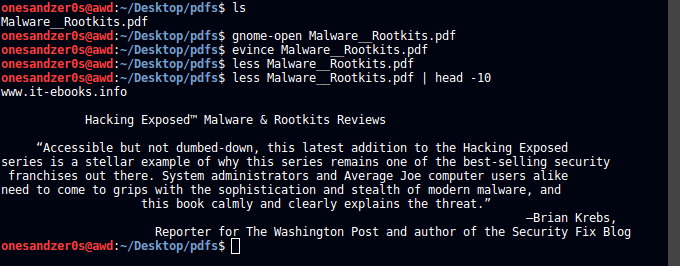 onesandzer0s@awd:~/Desktop/pdfs$ ls
Malware__Rootkits.pdf
onesandzer0s@awd:~/Desktop/pdfs$ gnome-open Malware__Rootkits.pdf
onesandzer0s@awd:~/Desktop/pdfs$ evince Malware__Rootkits.pdf
onesandzer0s@awd:~/Desktop/pdfs$ less Malware__Rootkits.pdf
onesandzer0s@awd:~/Desktop/pdfs$ less Malware__Rootkits.pdf | head -10
www.it-ebooks.info
Hacking Exposed™ Malware & Rootkits Reviews
“Accessible but not dumbed-down, this latest addition to the Hacking Exposed
series is a stellar example of why this series remains one of the best-selling security
franchises out there. System administrators and Average Joe computer users alike
need to come to grips with the sophistication and stealth of modern malware, and
this book calmly and clearly explains the threat.”
—Brian Krebs,
Reporter for The Washington Post and author of the Security Fix Blog
onesandzer0s@awd:~/Desktop/pdfs$